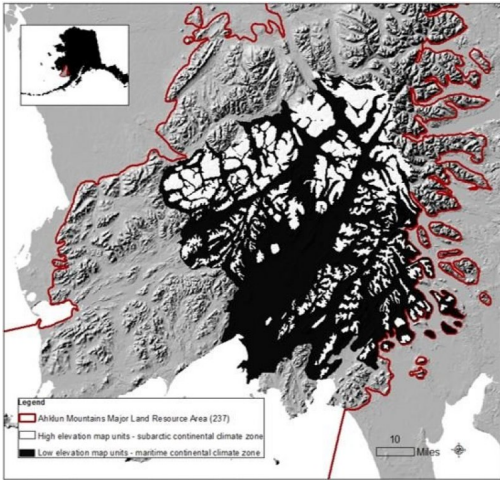 Legend
Ahklun Mountains Major Land Resource Area (237)
High elevation map units - subarctic continental climate zone
Low elevation map units - maritime continental climate zone
10
Miles